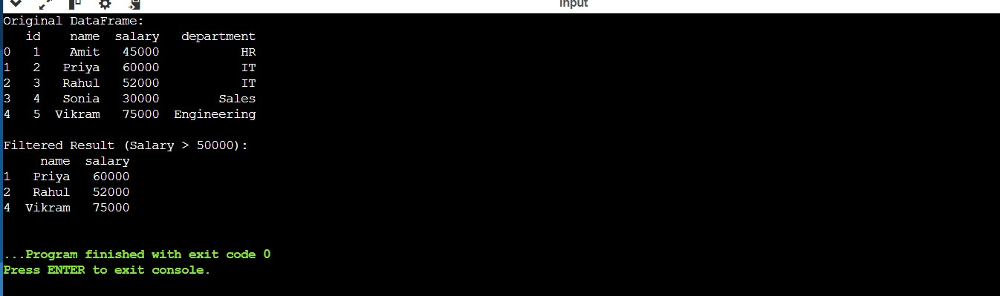 input
Original DataFrame:
   id    name  salary   department
0   1    Amit   45000           HR
1   2   Priya   60000           IT
2   3   Rahul   52000           IT
3   4   Sonia   30000        Sales
4   5  Vikram   75000  Engineering
Filtered Result (Salary > 50000):
     name  salary
1   Priya   60000
2   Rahul   52000
4  Vikram   75000
...Program finished with exit code 0
Press ENTER to exit console.